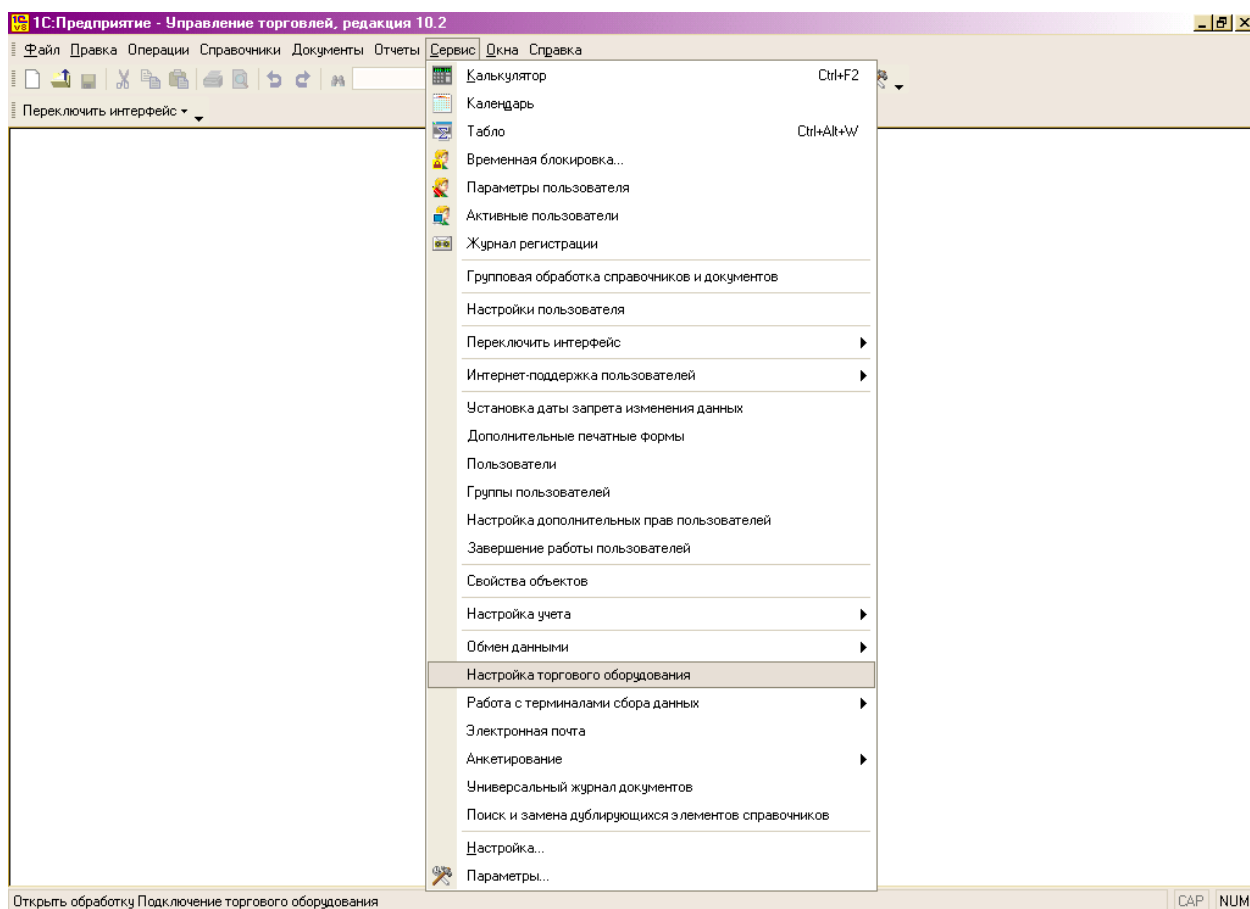 1С:Предприятие - Управление торговлей, редакция 10.2
Файл Правка Операции Справочники Документы Отчеты Сервис Окна Справка
Переключить интерфейс
Калькулятор Ctrl+F2
Календарь
Табло Ctrl+Alt+W
Временная блокировка...
Параметры пользователя
Активные пользователи
Журнал регистрации
Групповая обработка справочников и документов
Настройки пользователя
Переключить интерфейс
Интернет-поддержка пользователей
Установка даты запрета изменения данных
Дополнительные печатные формы
Пользователи
Группы пользователей
Настройка дополнительных прав пользователей
Завершение работы пользователей
Свойства объектов
Настройка учета
Обмен данными
Настройка торгового оборудования
Работа с терминалами сбора данных
Электронная почта
Анкетирование
Универсальный журнал документов
Поиск и замена дублирующихся элементов справочников
Настройка...
Параметры...
Открыть обработку Подключение торгового оборудования CAP NUM